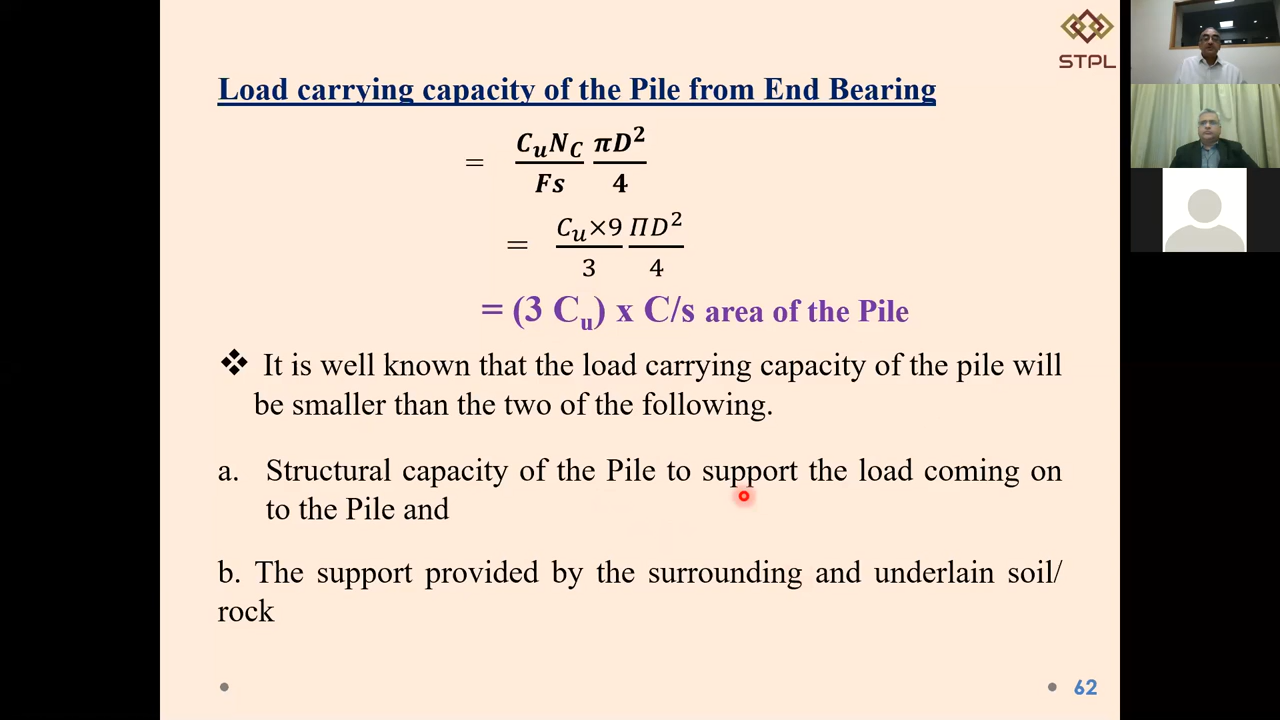 STPL
Load carrying capacity of the Pile from End Bearing
= CᵤN_C/Fs πD²/4
= Cᵤ×9/3 ΠD²/4
= (3 Cᵤ) x C/s area of the Pile
❖ It is well known that the load carrying capacity of the pile will
be smaller than the two of the following.
a. Structural capacity of the Pile to support the load coming on
to the Pile and
b. The support provided by the surrounding and underlain soil/
rock
62